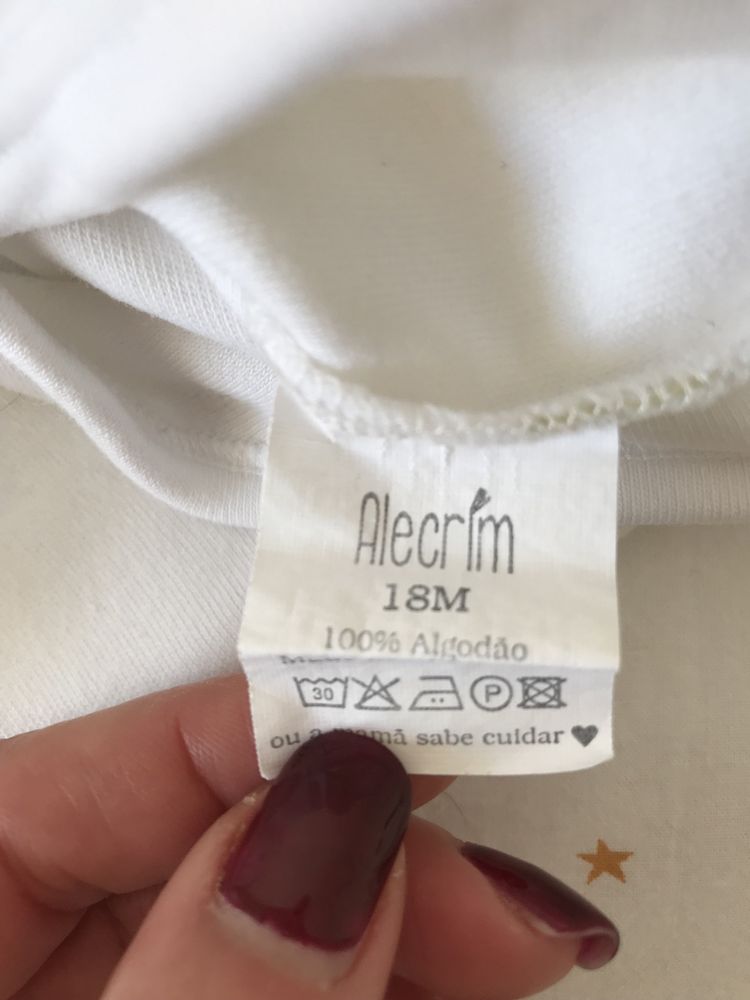 Alecrim
18M
100% Algodão
30
P
ou a mamã sabe cuidar